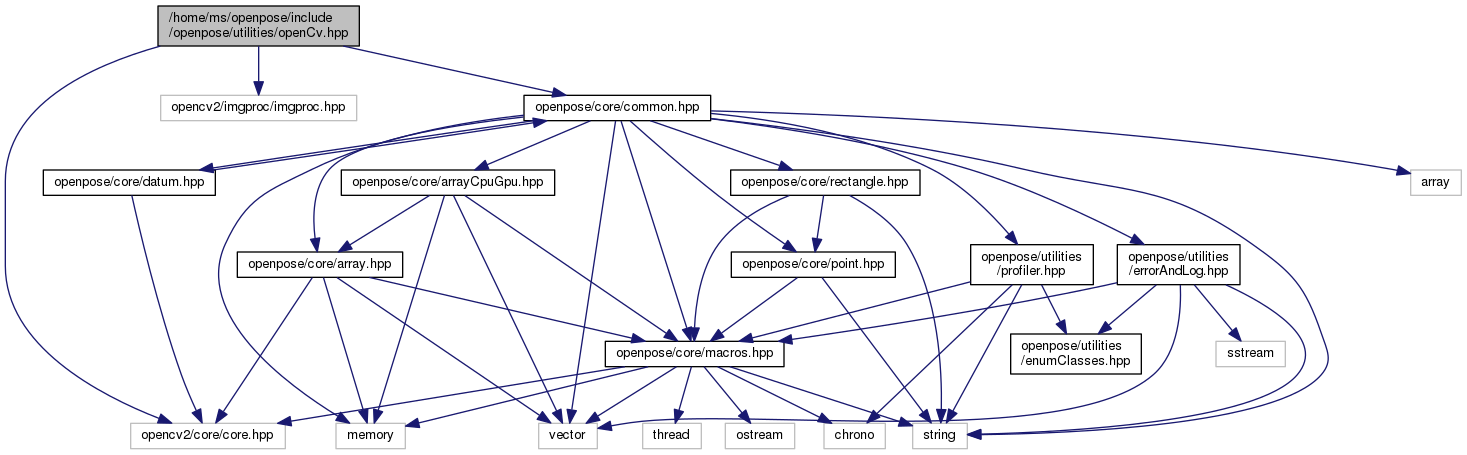 /home/ms/openpose/include
/openpose/utilities/openCv.hpp
opencv2/imgproc/imgproc.hpp
openpose/core/common.hpp
openpose/core/datum.hpp
openpose/core/arrayCpuGpu.hpp
openpose/core/rectangle.hpp
array
openpose/core/array.hpp
openpose/core/point.hpp
openpose/utilities
/profiler.hpp
openpose/utilities
/errorAndLog.hpp
openpose/core/macros.hpp
openpose/utilities
/enumClasses.hpp
sstream
opencv2/core/core.hpp
memory
vector
thread
ostream
chrono
string